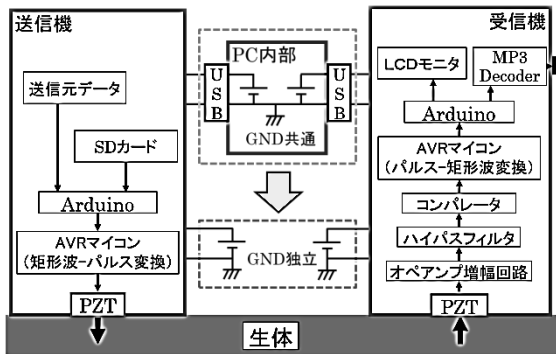 送信機
送信元データ
SDカード
Arduino
AVRマイコン
(矩形波-パルス変換)
PZT
PC内部
USB
USB
GND共通
GND独立
受信機
LCDモニタ
MP3
Decoder
Arduino
AVRマイコン
(パルス-矩形波変換)
コンパレータ
ハイパスフィルタ
オペアンプ増幅回路
PZT
生体